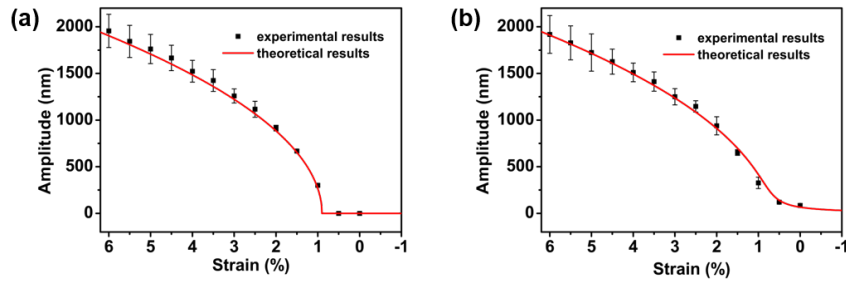 (a)
experimental results
theoretical results
Amplitude (nm)
2000
1500
1000
500
0
6 5 4 3 2 1 0 -1
Strain (%)
(b)
experimental results
theoretical results
Amplitude (nm)
2000
1500
1000
500
0
6 5 4 3 2 1 0 -1
Strain (%)